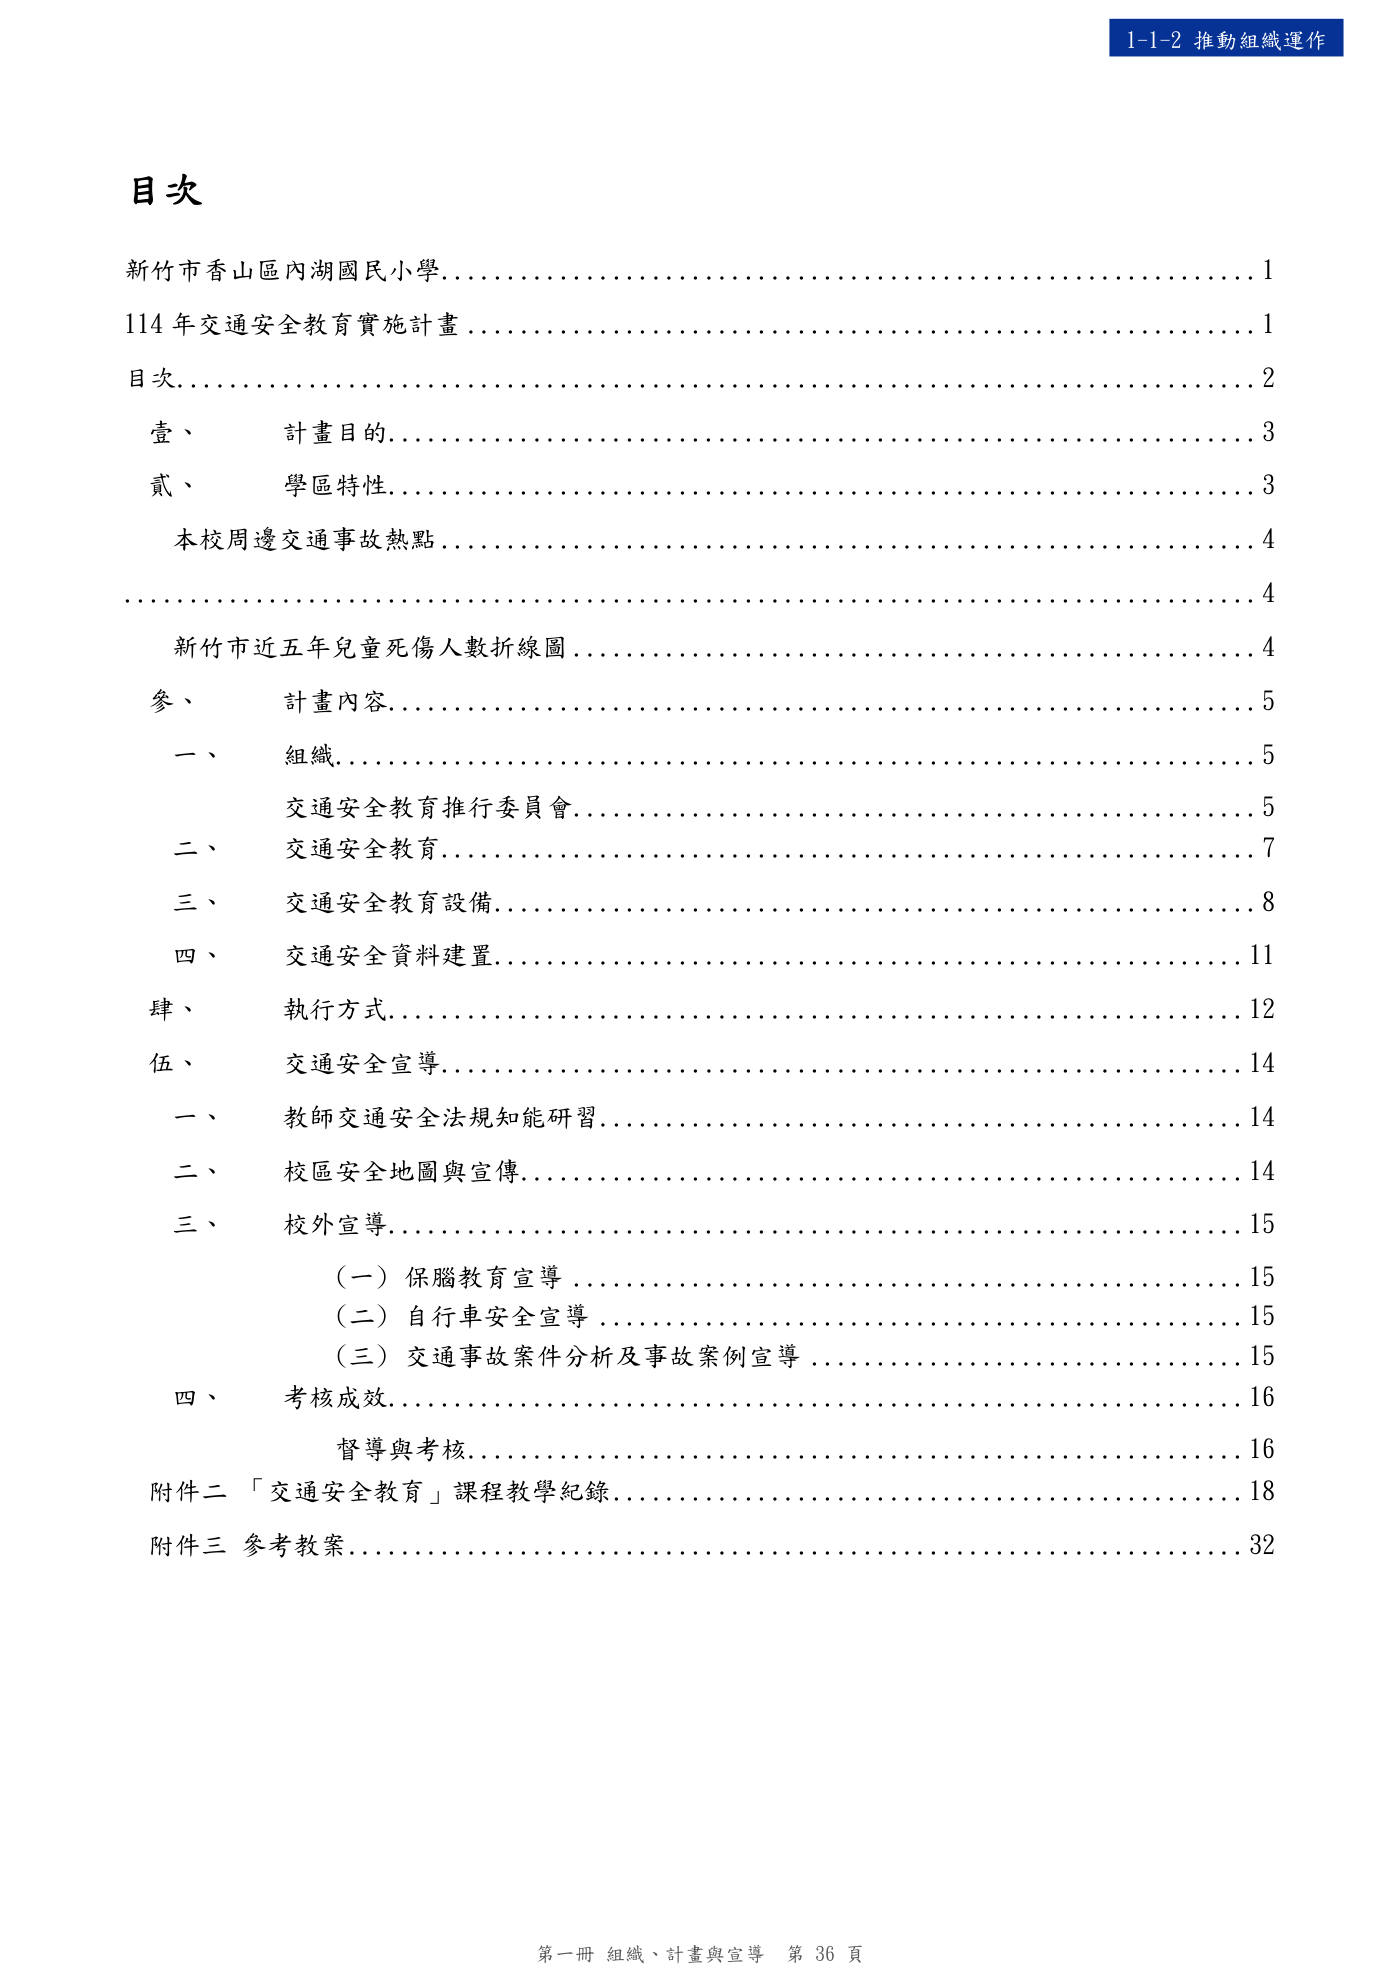 1-1-2 推動組織運作
目次
新竹市香山區內湖國民小學..............................................................1
114 年交通安全教育實施計畫............................................................1
目次..................................................................................2
壹、 計畫目的..................................................................3
貳、 學區特性..................................................................3
本校周邊交通事故熱點..............................................................4
......................................................................................4
新竹市近五年兒童死傷人數折線圖....................................................4
參、 計畫內容..................................................................5
一、 組織......................................................................5
交通安全教育推行委員會....................................................5
二、 交通安全教育..............................................................7
三、 交通安全教育設備..........................................................8
四、 交通安全資料建置.........................................................11
肆、 執行方式.................................................................12
伍、 交通安全宣導.............................................................14
一、 教師交通安全法規知能研習.................................................14
二、 校區安全地圖與宣傳.......................................................14
三、 校外宣導.................................................................15
（一） 保腦教育宣導...................................................15
（二） 自行車安全宣導.................................................15
（三） 交通事故案件分析及事故案例宣導.................................15
四、 考核成效.................................................................16
督導與考核...........................................................16
附件二 「交通安全教育」課程教學紀錄................................................18
附件三 參考教案....................................................................32
第一冊 組織、計畫與宣導 第 36 頁